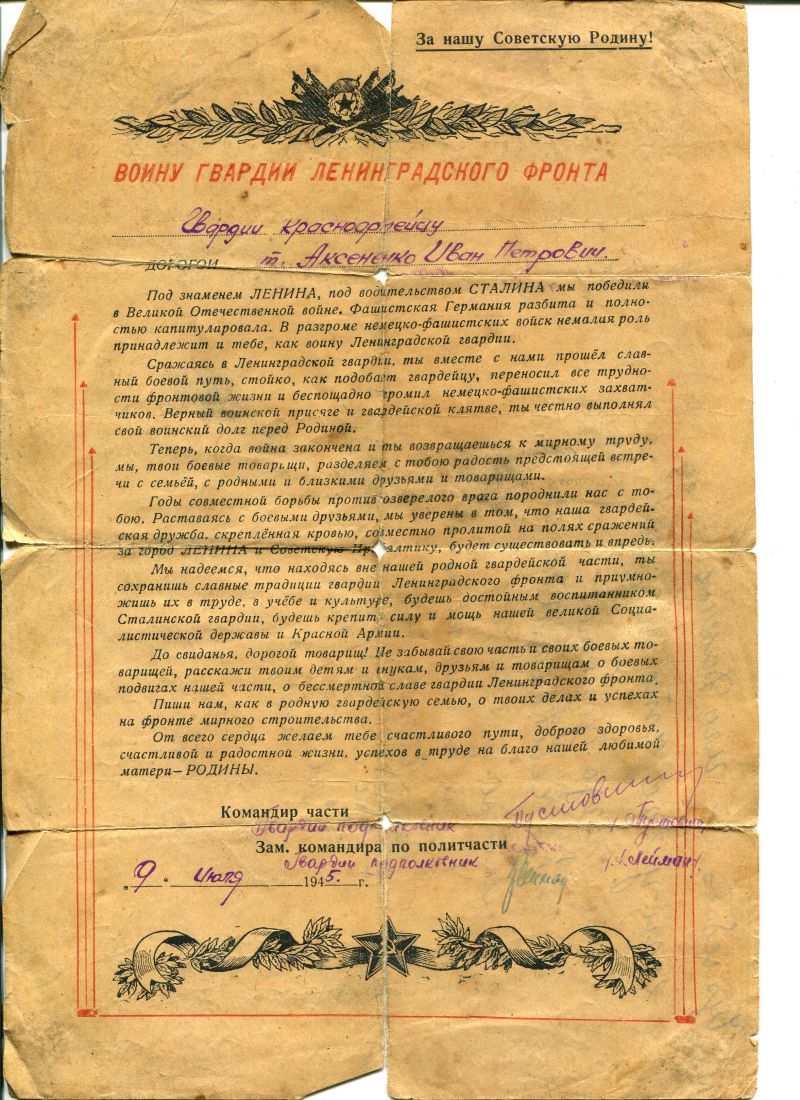 За нашу Советскую Родину!
ВОИНУ ГВАРДИИ ЛЕНИНГРАДСКОГО ФРОНТА
Гвардии красноармейцу
ДОРОГОЙ т. Аксененко Иван Петрович.
Под знаменем ЛЕНИНА, под водительством СТАЛИНА мы победили
в Великой Отечественной войне. Фашистская Германия разбита и полно-
стью капитулировала. В разгроме немецко-фашистских войск немалая роль
принадлежит и тебе, как воину Ленинградской гвардии.
Сражаясь в Ленинградской гвардии, ты вместе с нами прошёл слав-
ный боевой путь, стойко, как подобает гвардейцу, переносил все трудно-
сти фронтовой жизни и беспощадно громил немецко-фашистских захват-
чиков. Верный воинской присяге и гвардейской клятве, ты честно выполнял
свой воинский долг перед Родиной.
Теперь, когда война закончена и ты возвращаешься к мирному труду,
мы, твои боевые товарищи, разделяем с тобою радость предстоящей встре-
чи с семьёй, с родными и близкими друзьями и товарищами.
Годы совместной борьбы против озверелого врага породнили нас с то-
бою. Раставаясь с боевыми друзьями, мы уверены в том, что наша гвардей-
ская дружба, скреплённая кровью, совместно пролитой на полях сражений
за город ЛЕНИНА и Советскую Прибалтику, будет существовать и впредь.
Мы надеемся, что находясь вне нашей родной гвардейской части, ты
сохранишь славные традиции гвардии Ленинградского фронта и приумно-
жишь их в труде, в учёбе и культуре, будешь достойным воспитанником
Сталинской гвардии, будешь крепить силу и мощь нашей великой Социа-
листической державы и Красной Армии.
До свиданья, дорогой товарищ! Не забывай свою часть и своих боевых то-
варищей, расскажи твоим детям и внукам, друзьям и товарищам о боевых
подвигах нашей части, о бессмертной славе гвардии Ленинградского фронта.
Пиши нам, как в родную гвардейскую семью, о твоих делах и успехах
на фронте мирного строительства.
От всего сердца желаем тебе счастливого пути, доброго здоровья,
счастливой и радостной жизни, успехов в труде на благо нашей любимой
матери—РОДИНЫ.
Командир части
Гвардии подполковник
Зам. командира по политчасти
Гвардии подполковник
„9“ Июля 1945. г.